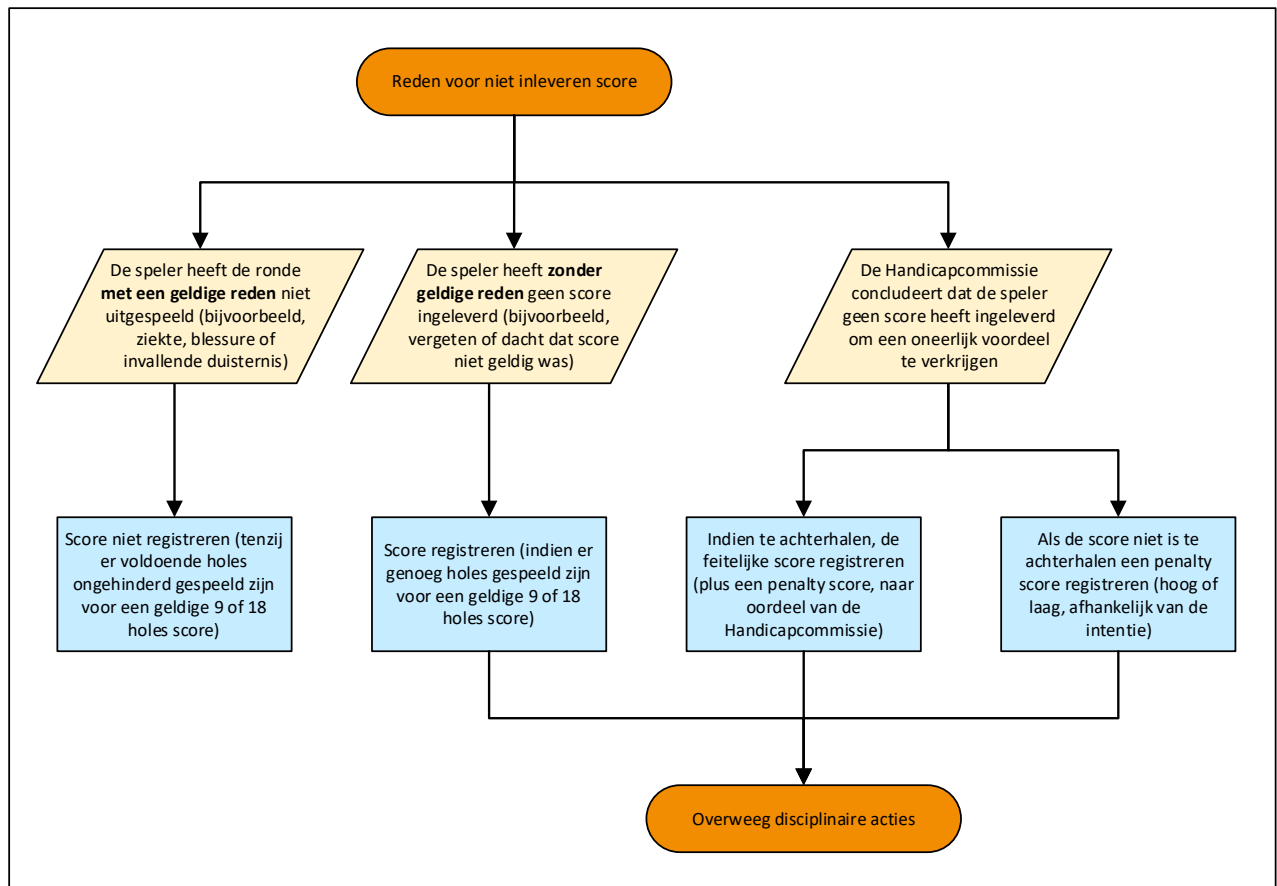 Reden voor niet inleveren score
De speler heeft de ronde
met een geldige reden niet
uitgespeeld (bijvoorbeeld,
ziekte, blessure of
invallende duisternis)
De speler heeft zonder
geldige reden geen score
ingeleverd (bijvoorbeeld,
vergeten of dacht dat score
niet geldig was)
De Handicapcommissie
concludeert dat de speler
geen score heeft ingeleverd
om een oneerlijk voordeel
te verkrijgen
Score niet registreren (tenzij
er voldoende holes
ongehinderd gespeeld zijn
voor een geldige 9 of 18
holes score)
Score registreren (indien er
genoeg holes gespeeld zijn
voor een geldige 9 of 18
holes score)
Indien te achterhalen, de
feitelijke score registreren
(plus een penalty score, naar
oordeel van de
Handicapcommissie)
Als de score niet is te
achterhalen een penalty
score registreren (hoog of
laag, afhankelijk van de
intentie)
Overweeg disciplinaire acties